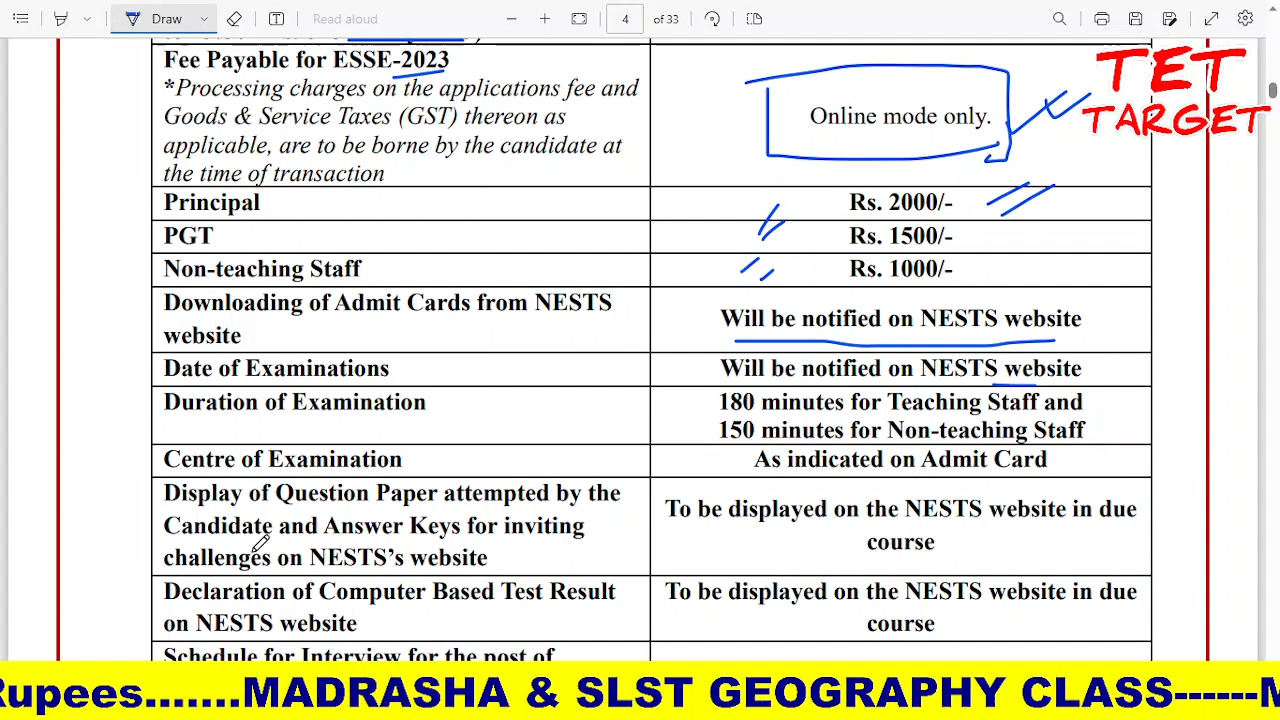 Draw
Read aloud
4
of 33
TET
TARGET
Fee Payable for ESSE-2023
*Processing charges on the applications fee and
Goods & Service Taxes (GST) thereon as
applicable, are to be borne by the candidate at
the time of transaction
Online mode only.
Principal
Rs. 2000/-
PGT
Rs. 1500/-
Non-teaching Staff
Rs. 1000/-
Downloading of Admit Cards from NESTS
website
Will be notified on NESTS website
Date of Examinations
Will be notified on NESTS website
Duration of Examination
180 minutes for Teaching Staff and
150 minutes for Non-teaching Staff
Centre of Examination
As indicated on Admit Card
Display of Question Paper attempted by the
Candidate and Answer Keys for inviting
challenges on NESTS’s website
To be displayed on the NESTS website in due
course
Declaration of Computer Based Test Result
on NESTS website
To be displayed on the NESTS website in due
course
Schedule for Interview for the post of
Rupees.......MADRASHA & SLST GEOGRAPHY CLASS------M